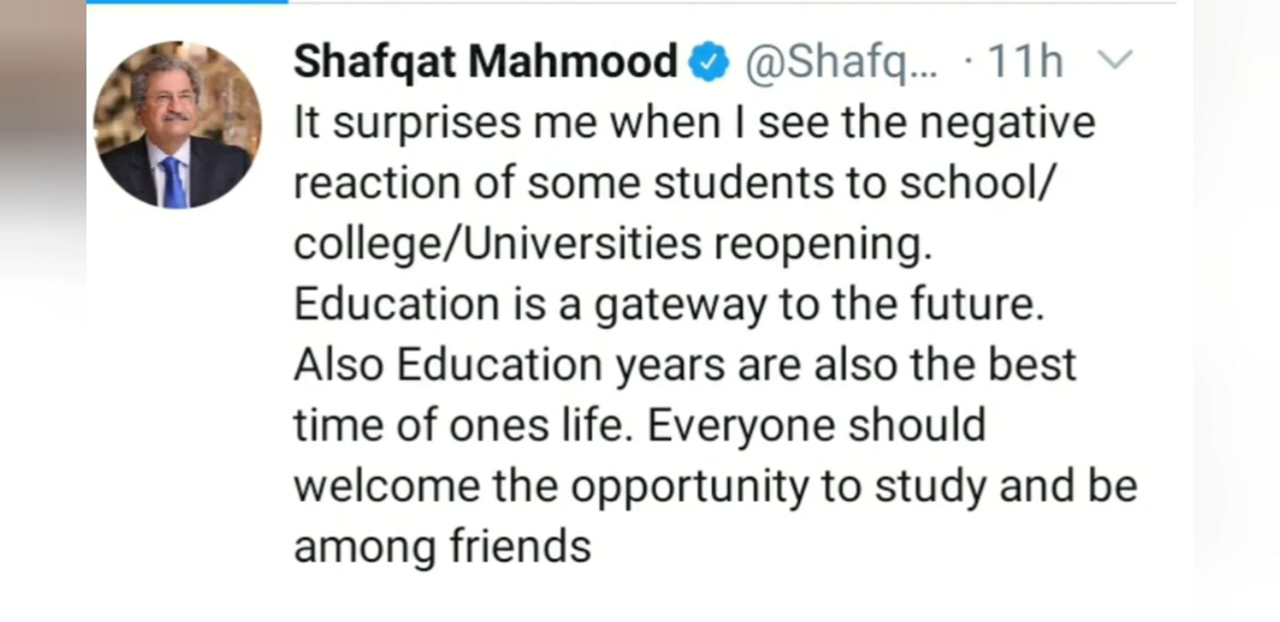 Shafqat Mahmood @Shafq... · 11h
It surprises me when I see the negative
reaction of some students to school/
college/Universities reopening.
Education is a gateway to the future.
Also Education years are also the best
time of ones life. Everyone should
welcome the opportunity to study and be
among friends